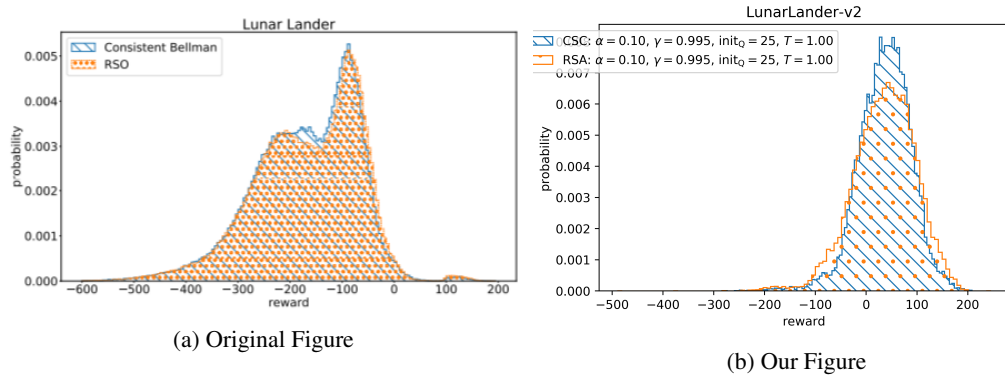 Lunar Lander
Consistent Bellman
RSO
0.005
0.004
0.003
0.002
0.001
0.000
probability
−600
−500
−400
−300
−200
−100
0
100
200
reward
(a) Original Figure
LunarLander-v2
CSC: α = 0.10, γ = 0.995, init_Q = 25, T = 1.00
RSA: α = 0.10, γ = 0.995, init_Q = 25, T = 1.00
0.007
0.006
0.005
0.004
0.003
0.002
0.001
0.000
probability
−500
−400
−300
−200
−100
0
100
200
reward
(b) Our Figure